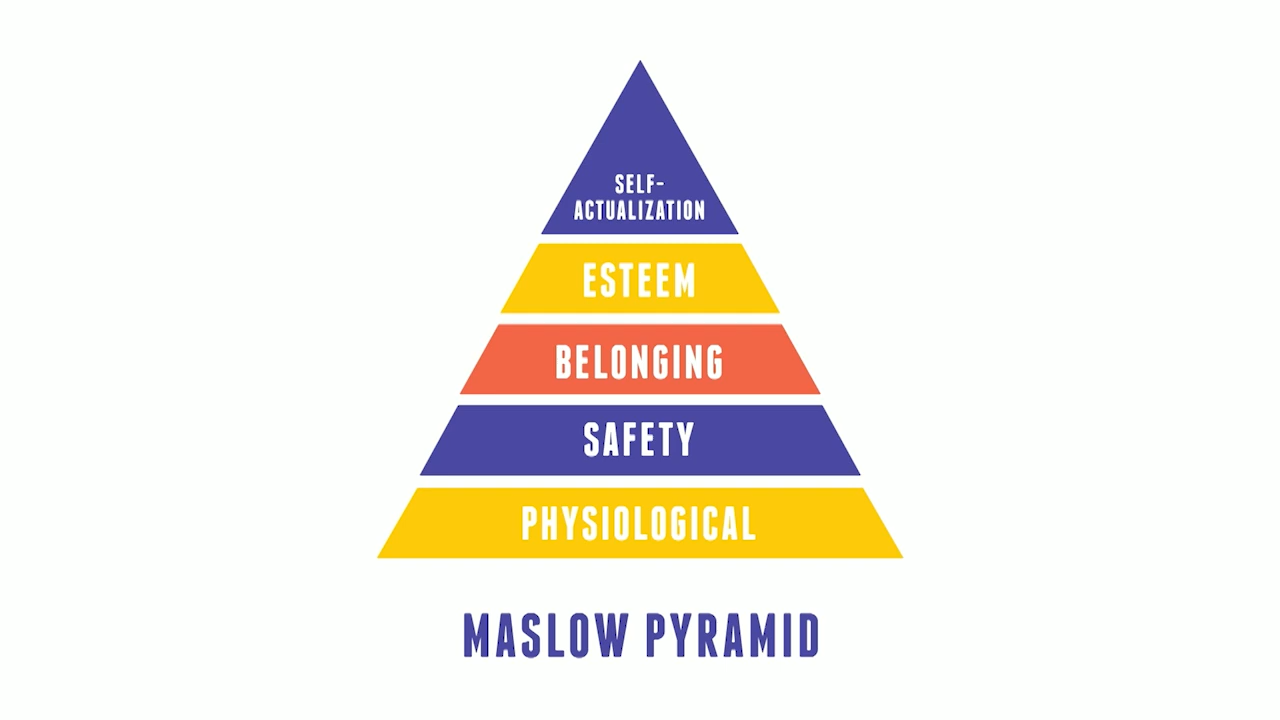 SELF-
ACTUALIZATION
ESTEEM
BELONGING
SAFETY
PHYSIOLOGICAL
MASLOW PYRAMID